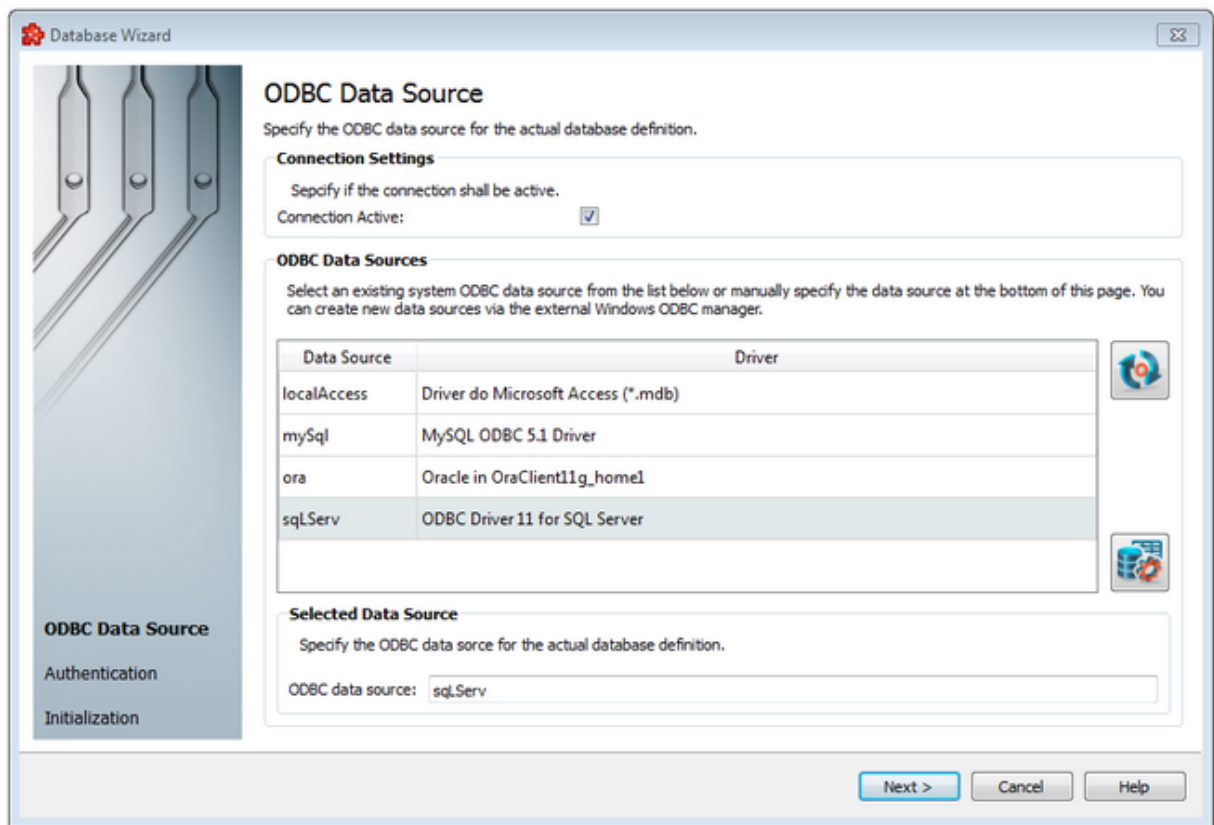 Database Wizard
ODBC Data Source
Specify the ODBC data source for the actual database definition.
Connection Settings
Sepcify if the connection shall be active.
Connection Active:
ODBC Data Sources
Select an existing system ODBC data source from the list below or manually specify the data source at the bottom of this page. You
can create new data sources via the external Windows ODBC manager.
Data Source Driver
localAccess Driver do Microsoft Access (*.mdb)
mySql MySQL ODBC 5.1 Driver
ora Oracle in OraClient11g_home1
sqLServ ODBC Driver 11 for SQL Server
Selected Data Source
Specify the ODBC data sorce for the actual database definition.
ODBC data source: sqLServ
ODBC Data Source
Authentication
Initialization
Next > Cancel Help